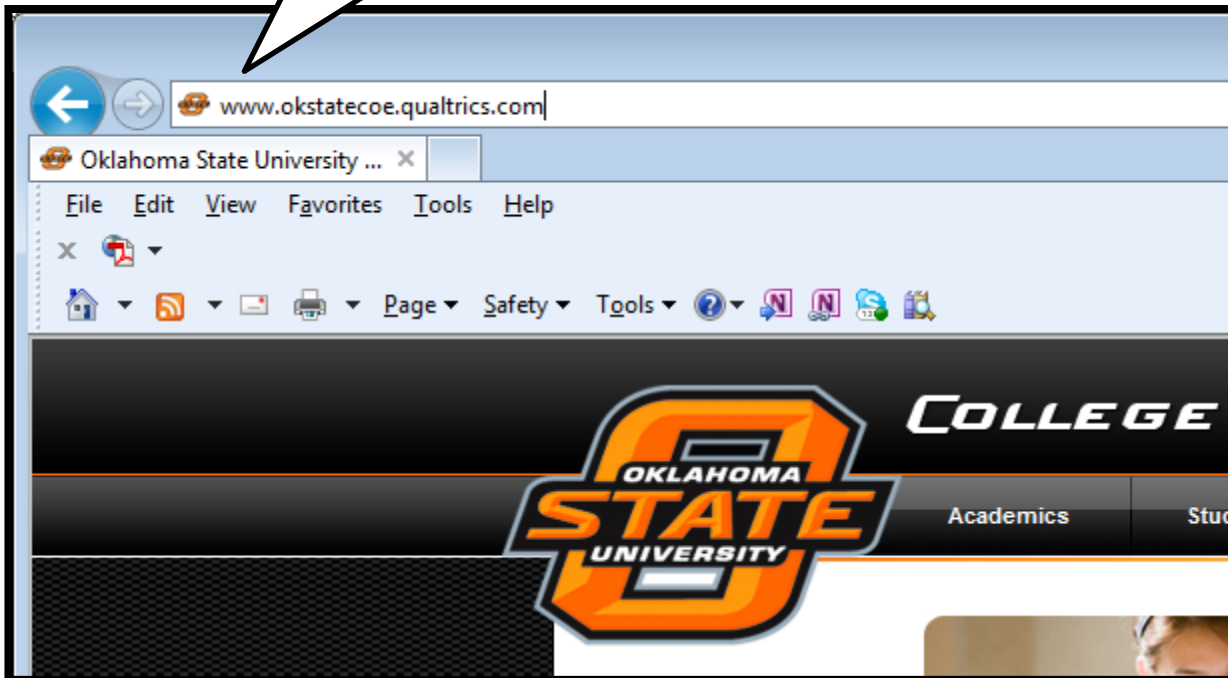 www.okstatecoe.qualtrics.com
Oklahoma State University ...
File Edit View Favorites Tools Help
Page Safety Tools
COLLEGE
OKLAHOMA
STATE
UNIVERSITY
Academics Stud